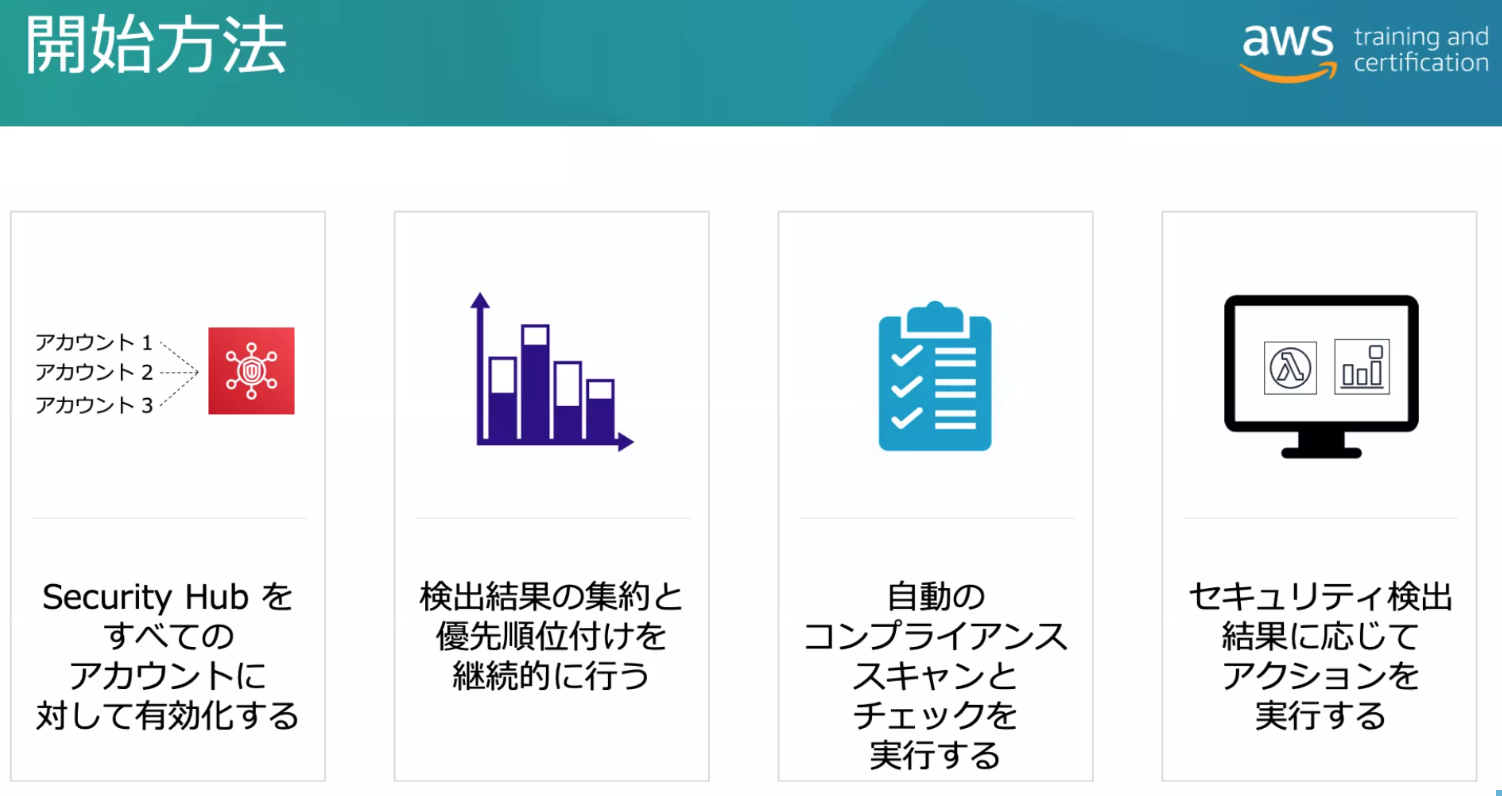 開始方法
aws training and
certification
アカウント 1
アカウント 2
アカウント 3
Security Hub を
すべての
アカウントに
対して有効化する
検出結果の集約と
優先順位付けを
継続的に行う
自動の
コンプライアンス
スキャンと
チェックを
実行する
セキュリティ検出
結果に応じて
アクションを
実行する